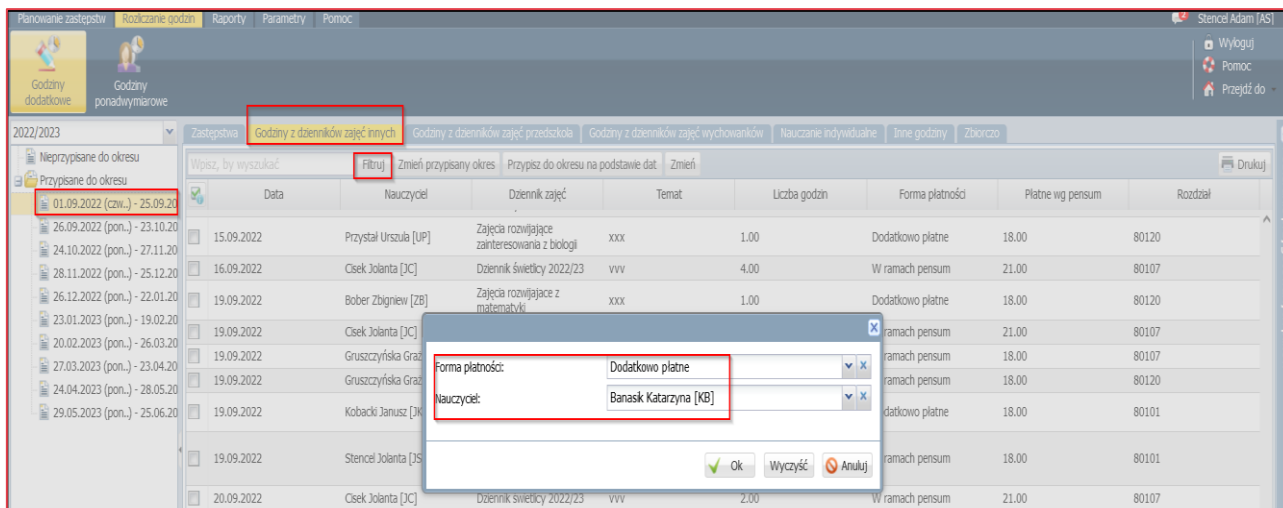 Planowanie zastępstw Rozliczanie godzin Raporty Parametry Pomoc 2 Stencel Adam [AS]
Wyloguj
Pomoc
Przejdź do
Godziny dodatkowe
Godziny ponadwymiarowe
2022/2023
Zastępstwa Godziny z dzienników zajęć innych Godziny z dzienników zajęć przedszkola Godziny z dzienników zajęć wychowanków Nauczanie indywidualne Inne godziny Zbiorczo
Nieprzypisane do okresu
Przypisane do okresu
01.09.2022 (czw..) - 25.09.20
26.09.2022 (pon..) - 23.10.20
24.10.2022 (pon..) - 27.11.20
28.11.2022 (pon..) - 25.12.20
26.12.2022 (pon..) - 22.01.20
23.01.2023 (pon..) - 19.02.20
20.02.2023 (pon..) - 26.03.20
27.03.2023 (pon..) - 23.04.20
24.04.2023 (pon..) - 28.05.20
29.05.2023 (pon..) - 25.06.20
Wpisz, by wyszukać Filtruj Zmień przypisany okres Przypisz do okresu na podstawie dat Zmień Drukuj
Data Nauczyciel Dziennik zajęć Temat Liczba godzin Forma płatności Płatne wg pensum Rozdział
15.09.2022 Przystał Urszula [UP] Zajęcia rozwijające zainteresowania z biologii xxx 1.00 Dodatkowo płatne 18.00 80120
16.09.2022 Cisek Jolanta [JC] Dziennik świetlicy 2022/23 vvv 4.00 W ramach pensum 21.00 80107
19.09.2022 Bober Zbigniew [ZB] Zajęcia rozwijajace z matematyki xxx 1.00 Dodatkowo płatne 18.00 80120
19.09.2022 Cisek Jolanta [JC] ramach pensum 21.00 80107
19.09.2022 Gruszczyńska Graż ramach pensum 18.00 80107
19.09.2022 Gruszczyńska Graż ramach pensum 18.00 80120
19.09.2022 Kobacki Janusz [JK datkowo płatne 18.00 80101
19.09.2022 Stencel Jolanta [JS ramach pensum 18.00 80101
20.09.2022 Cisek Jolanta [JC] Dziennik świetlicy 2022/23 vvv 2.00 W ramach pensum 21.00 80107
Forma płatności: Dodatkowo płatne
Nauczyciel: Banasik Katarzyna [KB]
Ok Wyczyść Anuluj